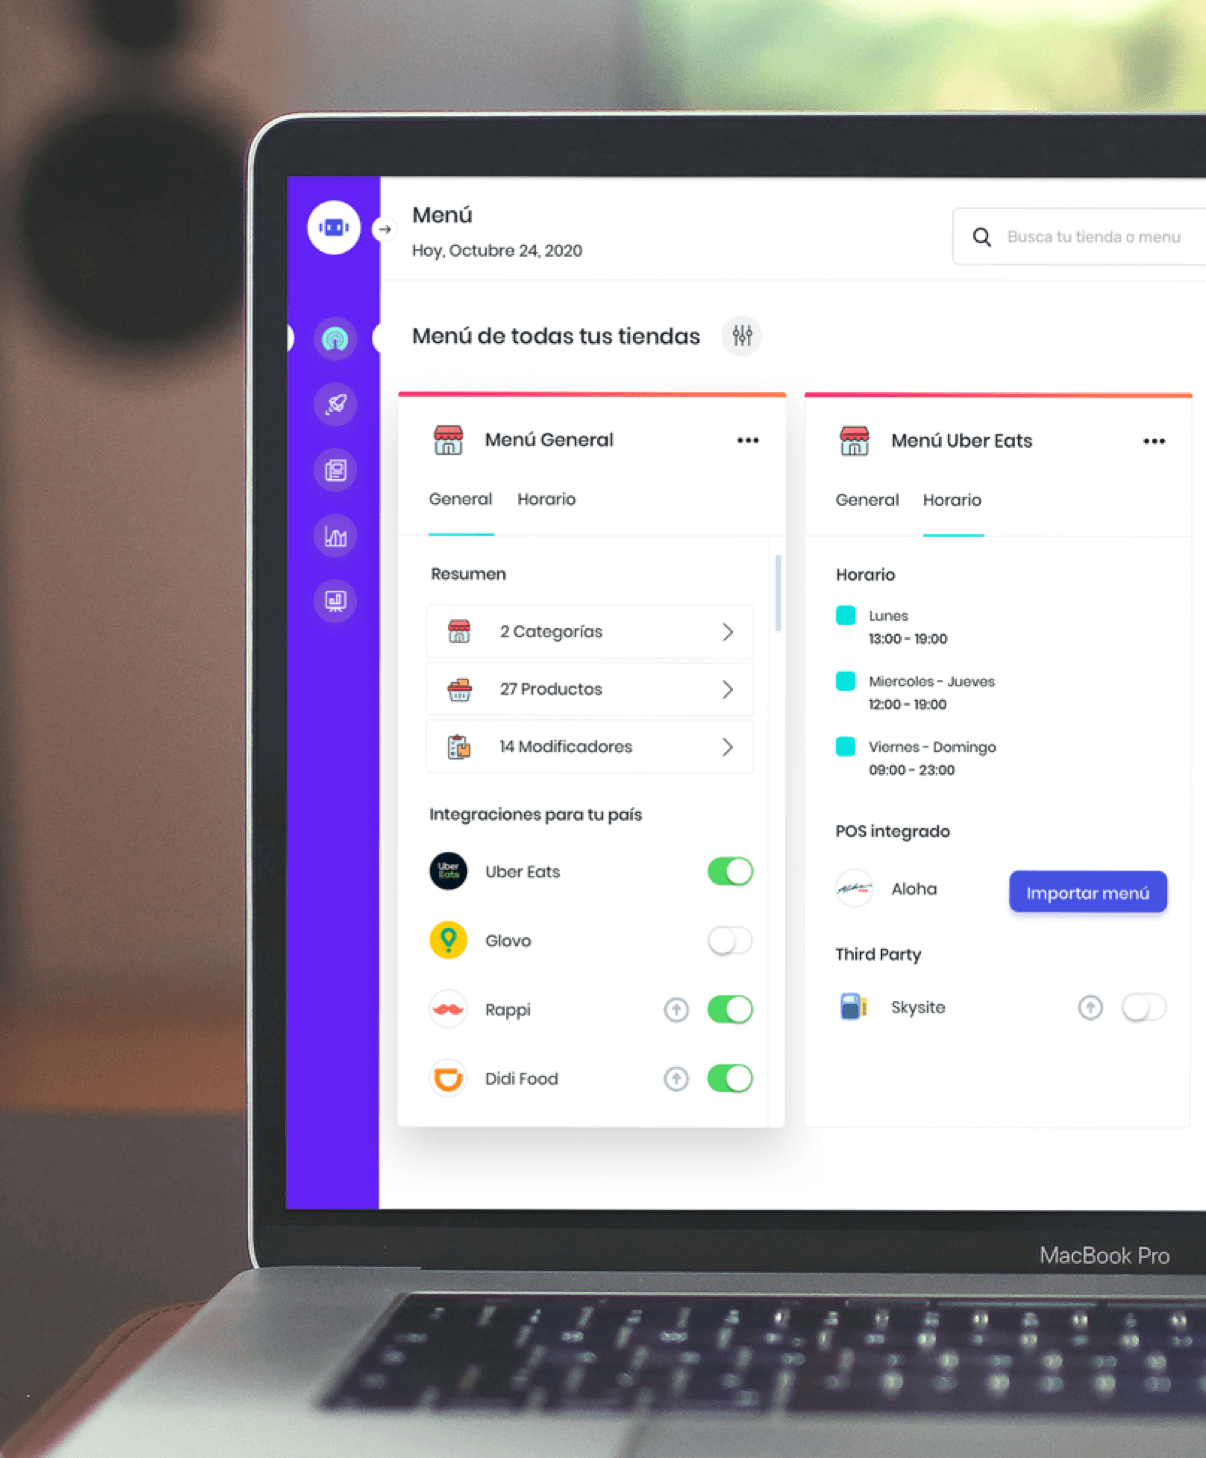 Menú
Hoy, Octubre 24, 2020
Busca tu tienda o menu
Menú de todas tus tiendas
Menú General
General Horario
Resumen
2 Categorías
27 Productos
14 Modificadores
Integraciones para tu país
Uber Eats
Uber Eats
Glovo
Rappi
Didi Food
Menú Uber Eats
General Horario
Horario
Lunes
13:00 - 19:00
Miercoles - Jueves
12:00 - 19:00
Viernes - Domingo
09:00 - 23:00
POS integrado
Aloha
Aloha
Importar menú
Third Party
Skysite
MacBook Pro